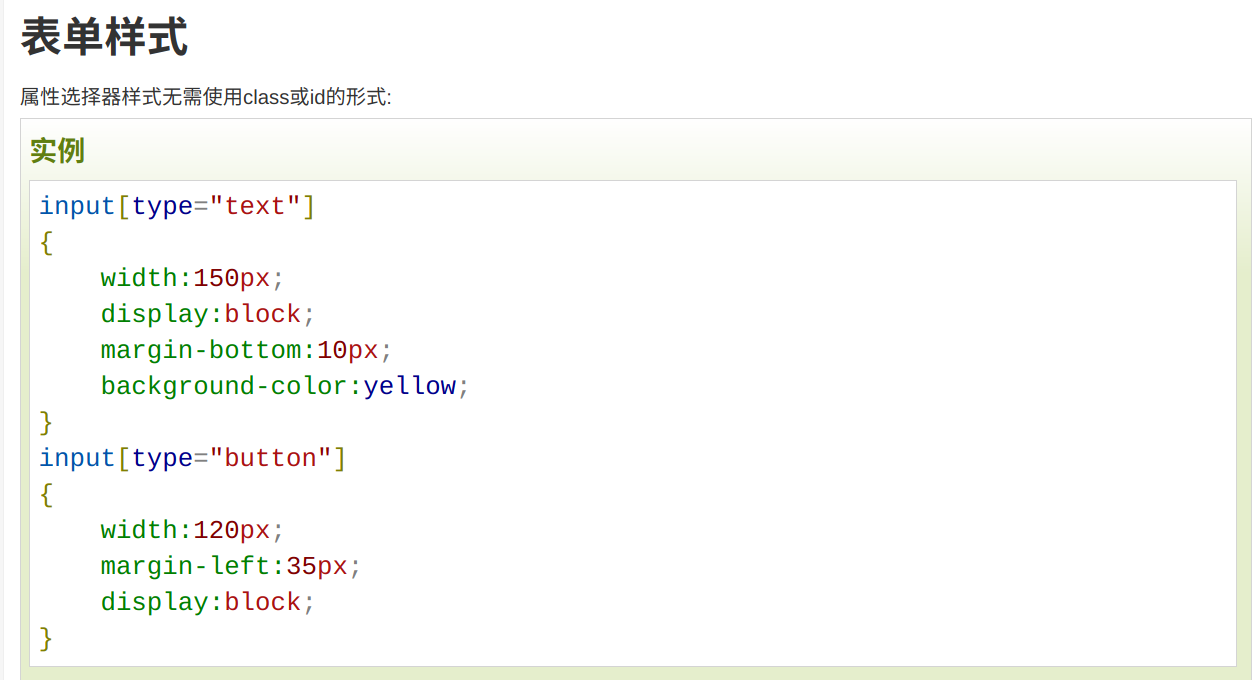 表单样式
属性选择器样式无需使用class或id的形式:
实例
input[type="text"]
{
    width:150px;
    display:block;
    margin-bottom:10px;
    background-color:yellow;
}
input[type="button"]
{
    width:120px;
    margin-left:35px;
    display:block;
}